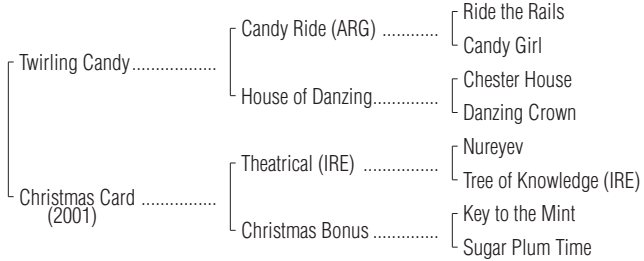 Ride the Rails
Candy Ride (ARG) ............
Candy Girl
Twirling Candy..................
Chester House
House of Danzing..............
Danzing Crown
Nureyev
Theatrical (IRE) ................
Tree of Knowledge (IRE)
Christmas Card ................
(2001)
Key to the Mint
Christmas Bonus ..............
Sugar Plum Time